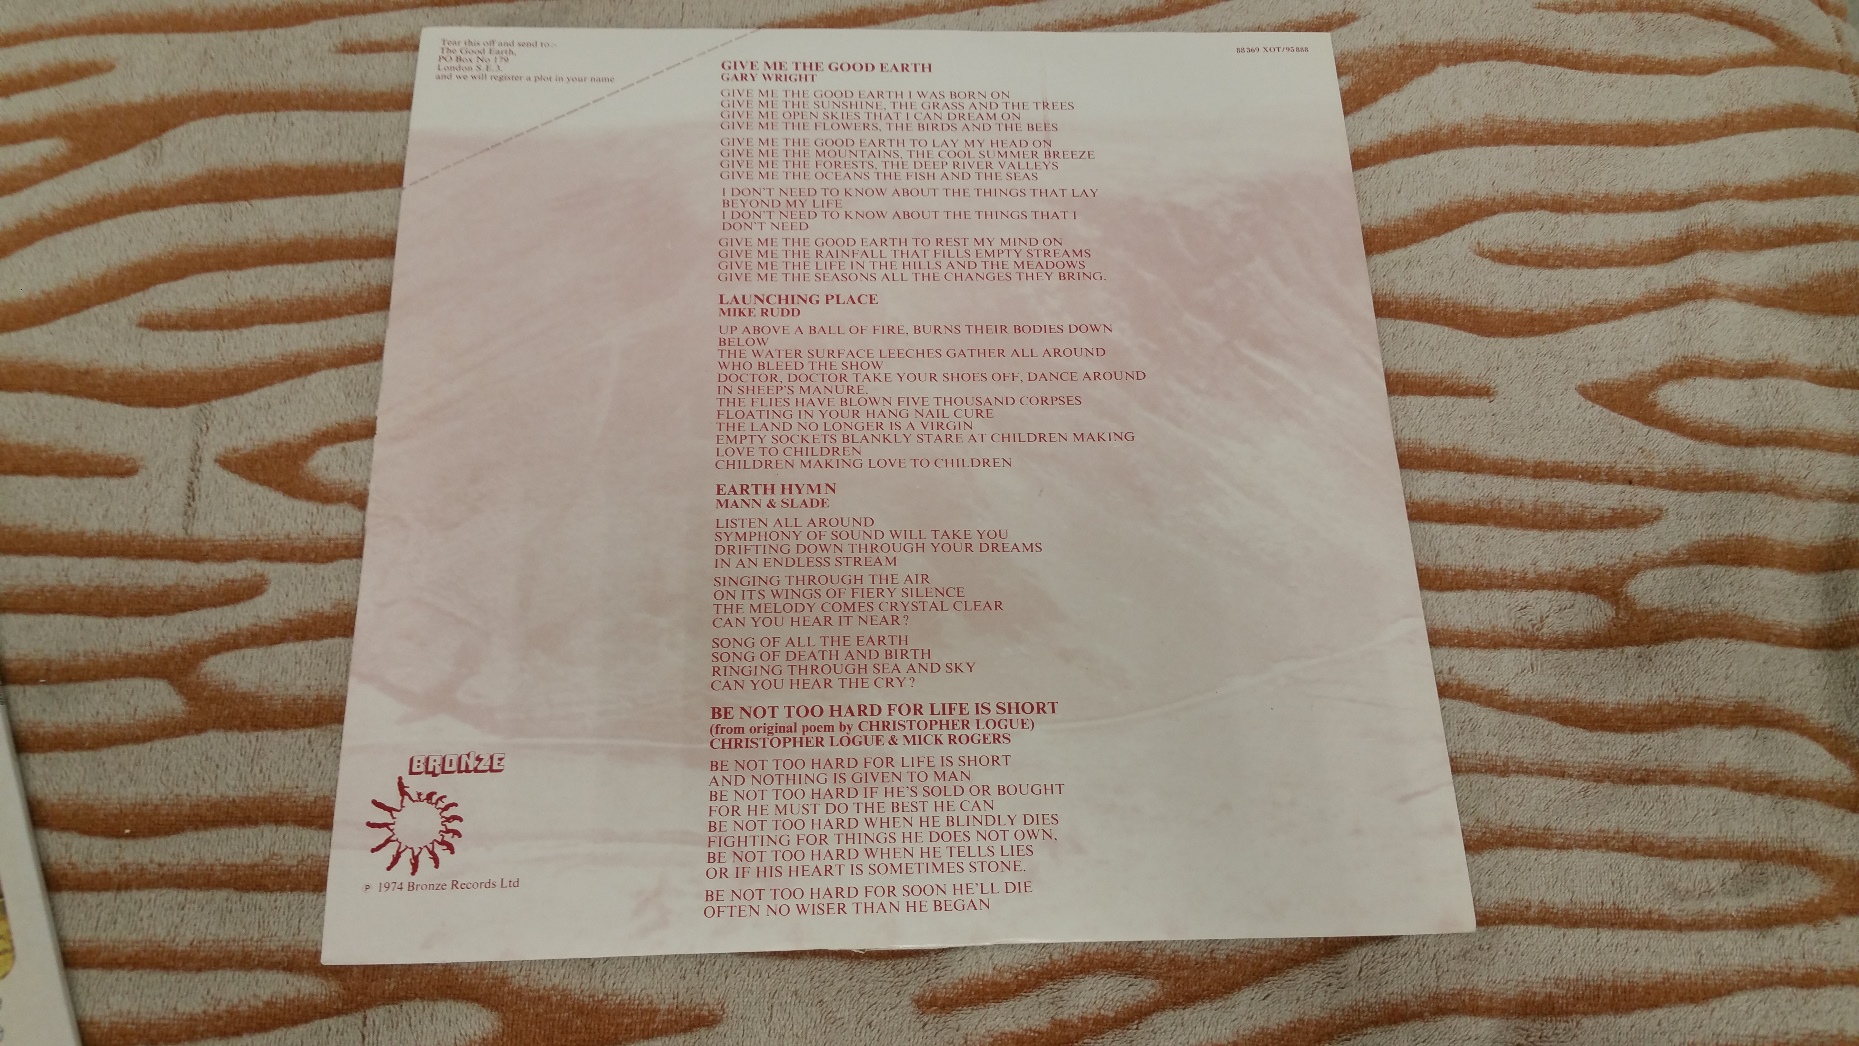 Tear this off and send to:-
The Good Earth,
PO Box No 179
London S.E.3.
and we will register a plot in your name
88 369 XOT/95 888
GIVE ME THE GOOD EARTH
GARY WRIGHT
GIVE ME THE GOOD EARTH I WAS BORN ON
GIVE ME THE SUNSHINE, THE GRASS AND THE TREES
GIVE ME OPEN SKIES THAT I CAN DREAM ON
GIVE ME THE FLOWERS, THE BIRDS AND THE BEES
GIVE ME THE GOOD EARTH TO LAY MY HEAD ON
GIVE ME THE MOUNTAINS, THE COOL SUMMER BREEZE
GIVE ME THE FORESTS, THE DEEP RIVER VALLEYS
GIVE ME THE OCEANS THE FISH AND THE SEAS
I DON'T NEED TO KNOW ABOUT THE THINGS THAT LAY
BEYOND MY LIFE
I DON'T NEED TO KNOW ABOUT THE THINGS THAT I
DON'T NEED
GIVE ME THE GOOD EARTH TO REST MY MIND ON
GIVE ME THE RAINFALL THAT FILLS EMPTY STREAMS
GIVE ME THE LIFE IN THE HILLS AND THE MEADOWS
GIVE ME THE SEASONS ALL THE CHANGES THEY BRING.
LAUNCHING PLACE
MIKE RUDD
UP ABOVE A BALL OF FIRE, BURNS THEIR BODIES DOWN
BELOW
THE WATER SURFACE LEECHES GATHER ALL AROUND
WHO BLEED THE SHOW
DOCTOR, DOCTOR TAKE YOUR SHOES OFF, DANCE AROUND
IN SHEEP'S MANURE.
THE FLIES HAVE BLOWN FIVE THOUSAND CORPSES
FLOATING IN YOUR HANG NAIL CURE
THE LAND NO LONGER IS A VIRGIN
EMPTY SOCKETS BLANKLY STARE AT CHILDREN MAKING
LOVE TO CHILDREN
CHILDREN MAKING LOVE TO CHILDREN
EARTH HYMN
MANN & SLADE
LISTEN ALL AROUND
SYMPHONY OF SOUND WILL TAKE YOU
DRIFTING DOWN THROUGH YOUR DREAMS
IN AN ENDLESS STREAM
SINGING THROUGH THE AIR
ON ITS WINGS OF FIERY SILENCE
THE MELODY COMES CRYSTAL CLEAR
CAN YOU HEAR IT NEAR?
SONG OF ALL THE EARTH
SONG OF DEATH AND BIRTH
RINGING THROUGH SEA AND SKY
CAN YOU HEAR THE CRY?
BE NOT TOO HARD FOR LIFE IS SHORT
(from original poem by CHRISTOPHER LOGUE)
CHRISTOPHER LOGUE & MICK ROGERS
BE NOT TOO HARD FOR LIFE IS SHORT
AND NOTHING IS GIVEN TO MAN
BE NOT TOO HARD IF HE'S SOLD OR BOUGHT
FOR HE MUST DO THE BEST HE CAN
BE NOT TOO HARD WHEN HE BLINDLY DIES
FIGHTING FOR THINGS HE DOES NOT OWN,
BE NOT TOO HARD WHEN HE TELLS LIES
OR IF HIS HEART IS SOMETIMES STONE.
BE NOT TOO HARD FOR SOON HE'LL DIE
OFTEN NO WISER THAN HE BEGAN
BRONZE
℗ 1974 Bronze Records Ltd